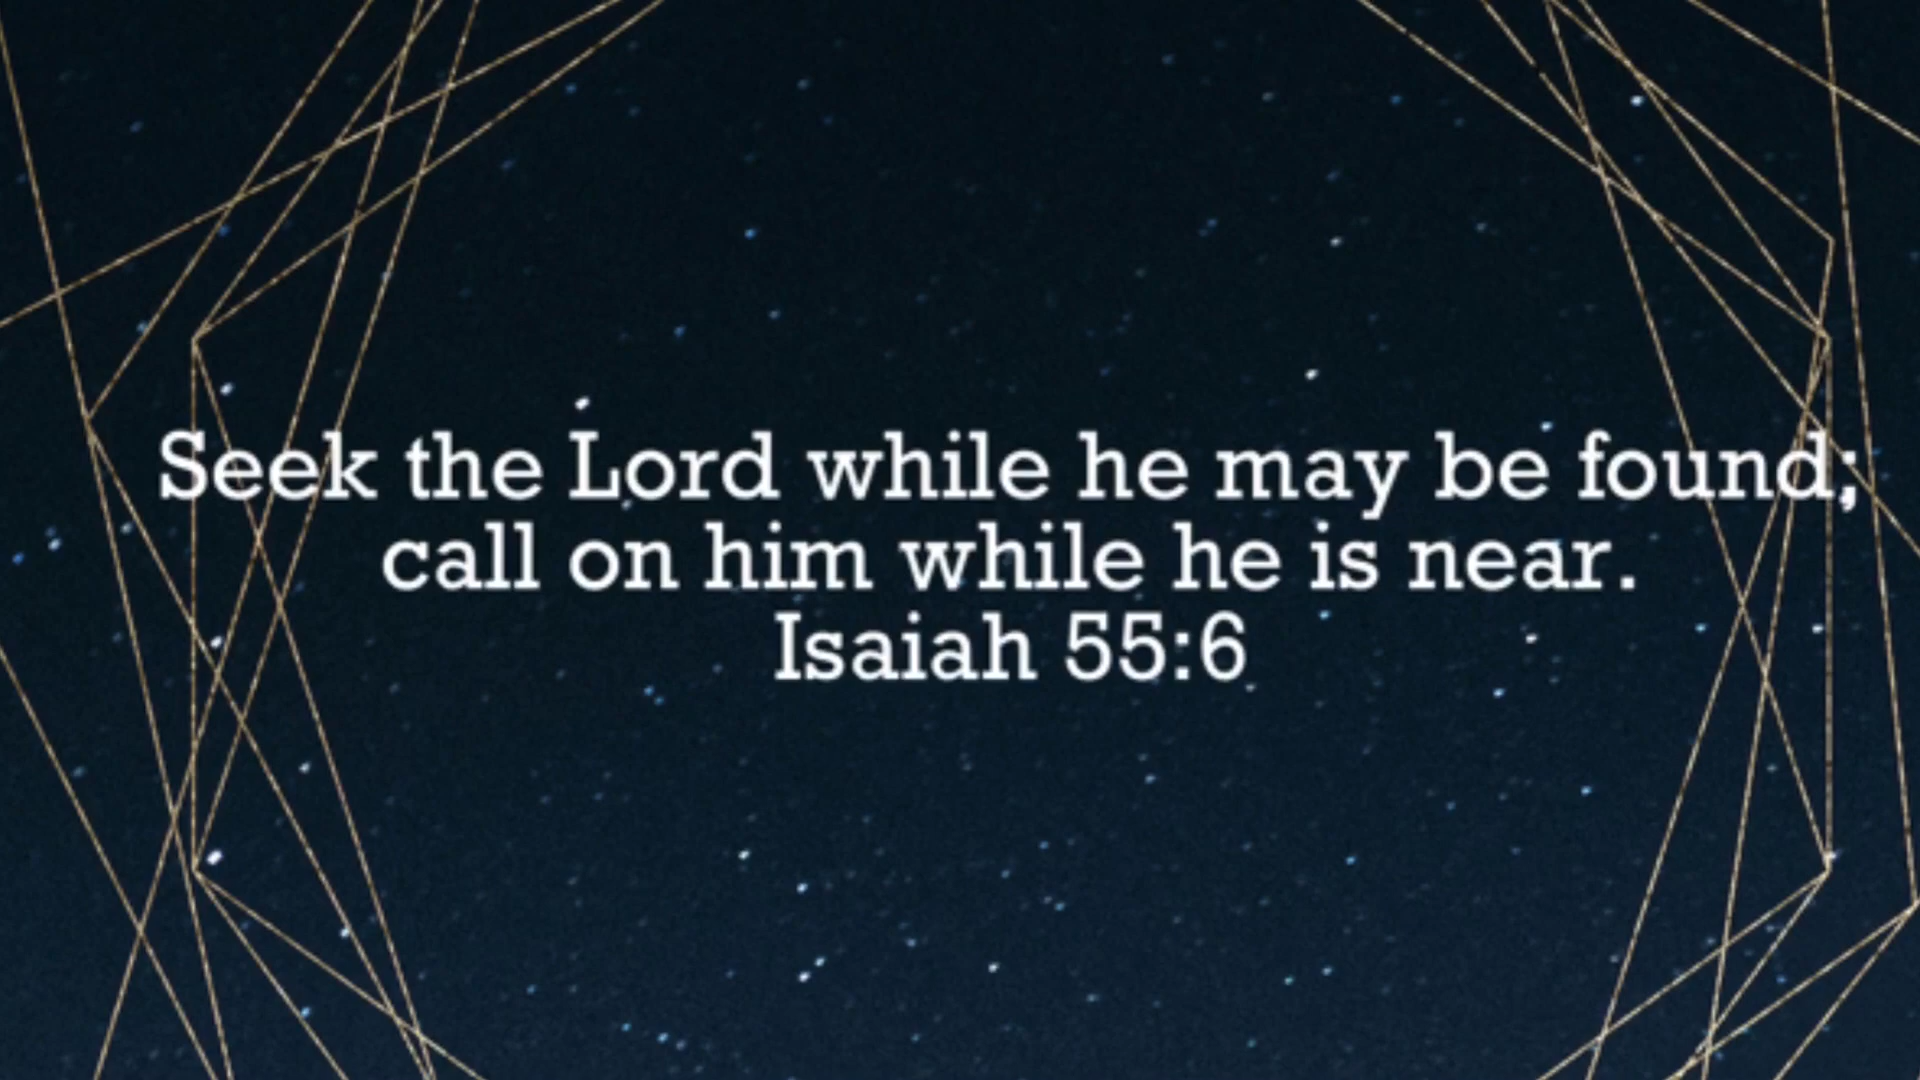 Seek the Lord while he may be found;
call on him while he is near.
Isaiah 55:6